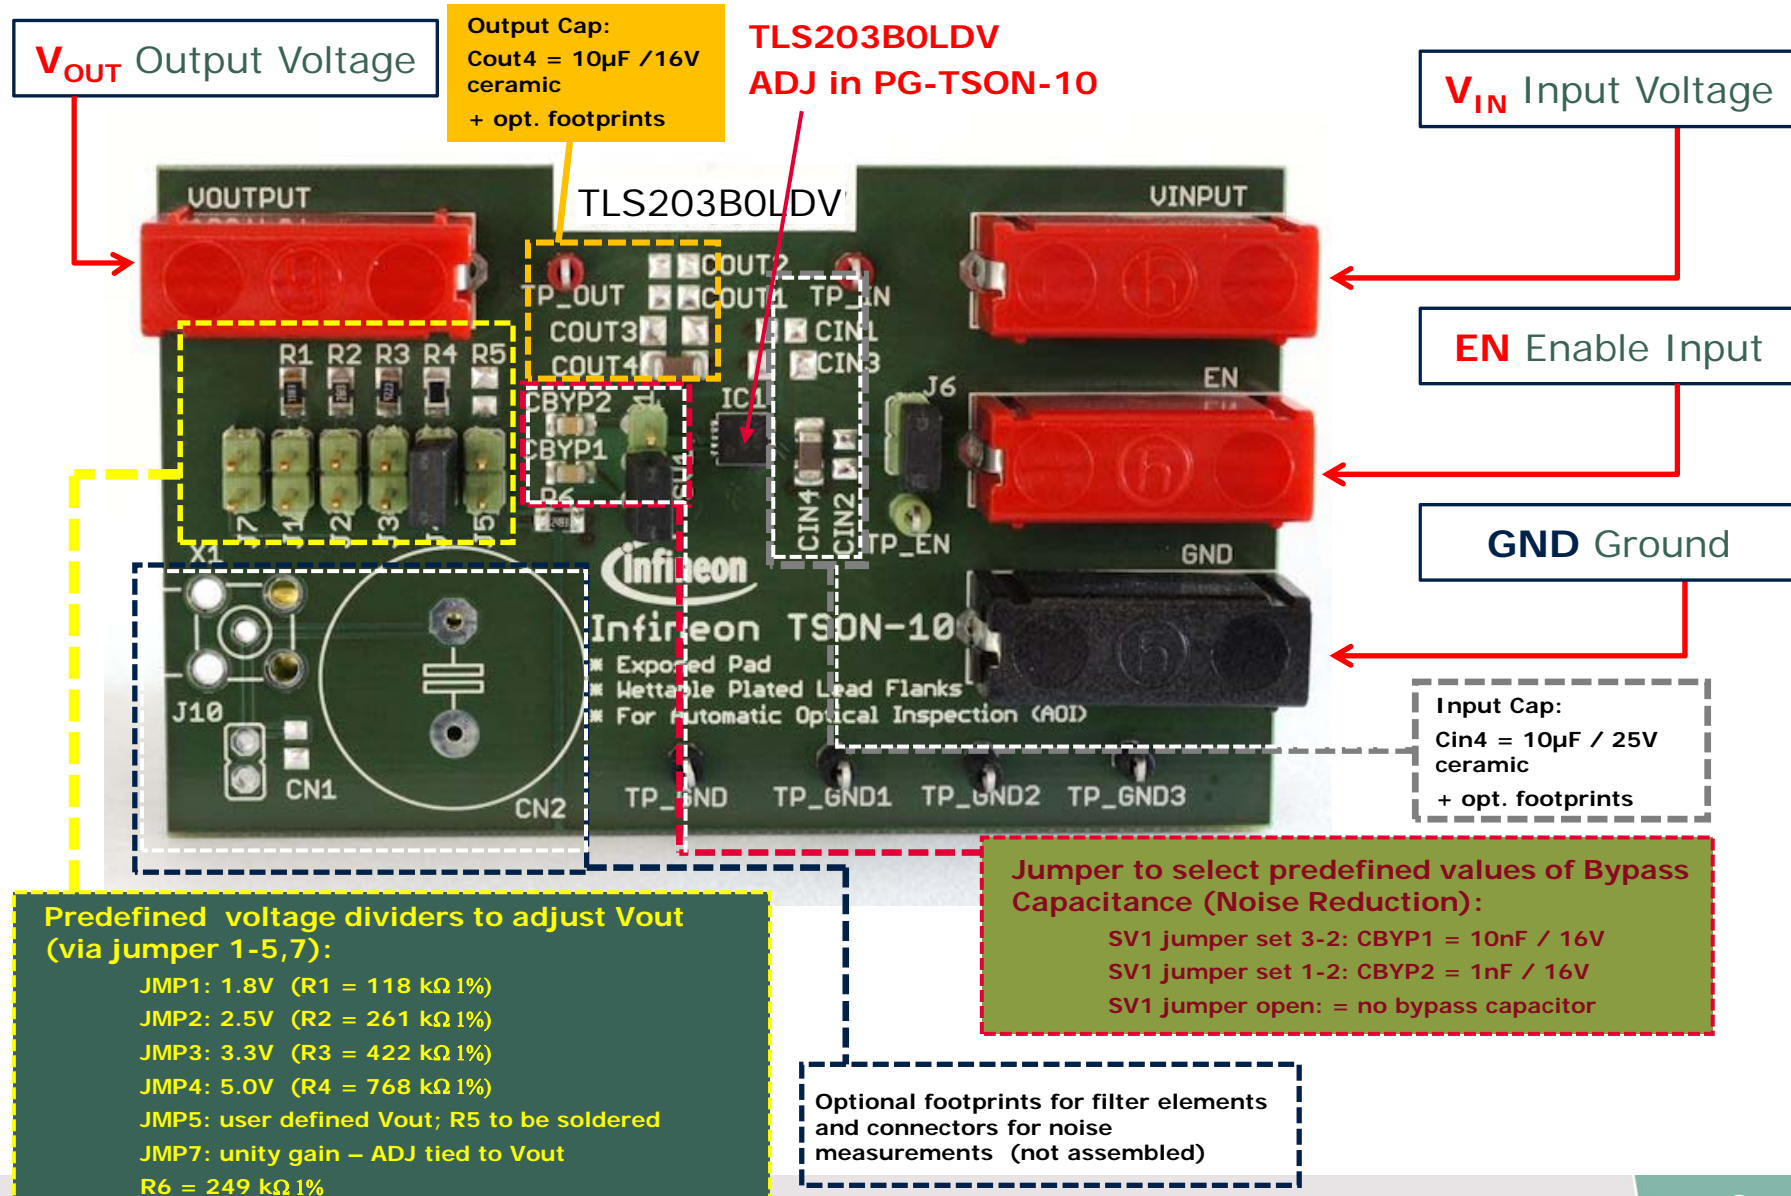 V_OUT Output Voltage
Output Cap:
Cout4 = 10µF /16V
ceramic
+ opt. footprints
TLS203B0LDV
ADJ in PG-TSON-10
V_IN Input Voltage
EN Enable Input
GND Ground
VOUTPUT
TLS203B0LDV
VINPUT
TP_OUT
COUT2
COUT1
TP_IN
COUT3
CIN1
COUT4
CIN3
R1 R2 R3 R4 R5
CBYP2
IC1
J6
EN
CBYP1
R6
CIN4
CIN2
TP_EN
J7 J1 J2 J3 J5
X1
GND
infineon
Infineon TSON-10
* Exposed Pad
* Wettable Plated Lead Flanks
* For Automatic Optical Inspection (AOI)
J10
CN1
CN2
TP_GND TP_GND1 TP_GND2 TP_GND3
Input Cap:
Cin4 = 10µF / 25V
ceramic
+ opt. footprints
Jumper to select predefined values of Bypass
Capacitance (Noise Reduction):
SV1 jumper set 3-2: CBYP1 = 10nF / 16V
SV1 jumper set 1-2: CBYP2 = 1nF / 16V
SV1 jumper open: = no bypass capacitor
Predefined voltage dividers to adjust Vout
(via jumper 1-5,7):
JMP1: 1.8V (R1 = 118 kΩ 1%)
JMP2: 2.5V (R2 = 261 kΩ 1%)
JMP3: 3.3V (R3 = 422 kΩ 1%)
JMP4: 5.0V (R4 = 768 kΩ 1%)
JMP5: user defined Vout; R5 to be soldered
JMP7: unity gain – ADJ tied to Vout
R6 = 249 kΩ 1%
Optional footprints for filter elements
and connectors for noise
measurements (not assembled)